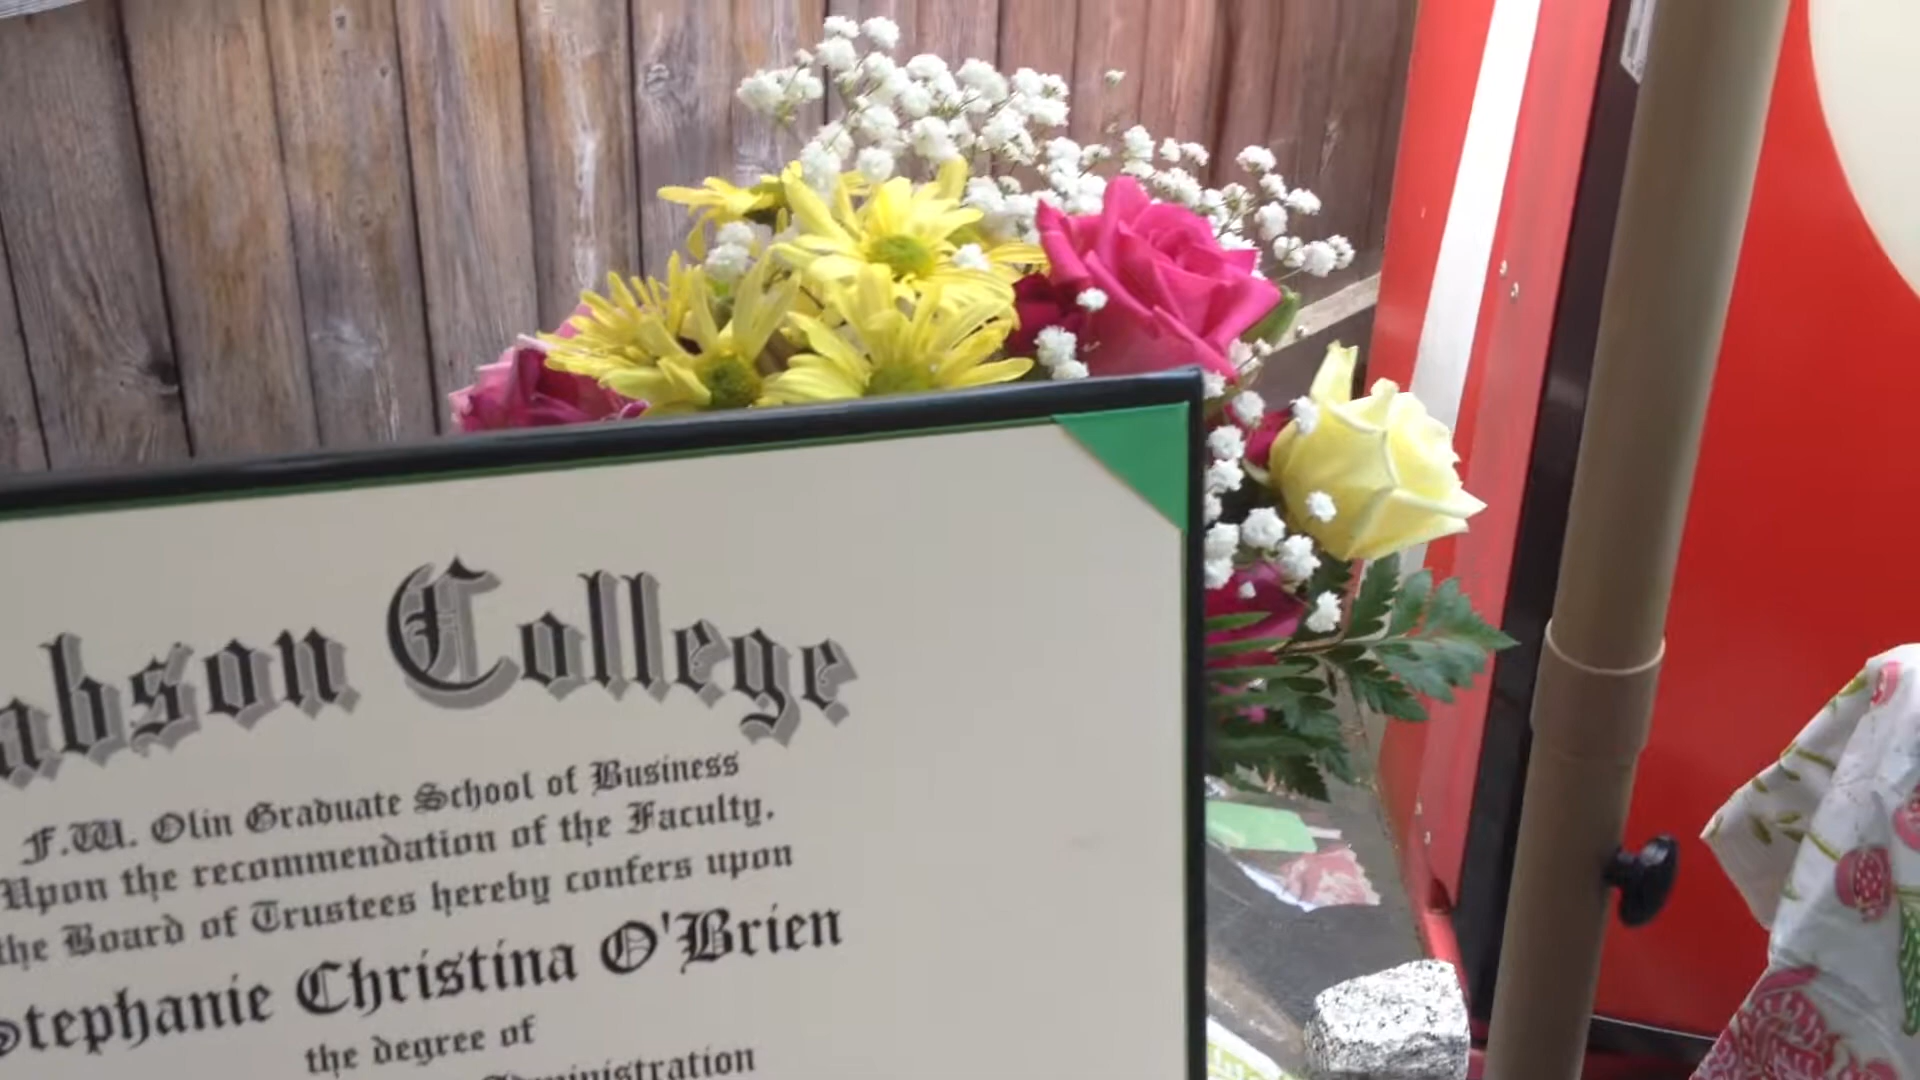 abson College
F.W. Olin Graduate School of Business
Upon the recommendation of the Faculty,
the Board of Trustees hereby confers upon
Stephanie Christina O'Brien
the degree of
Administration